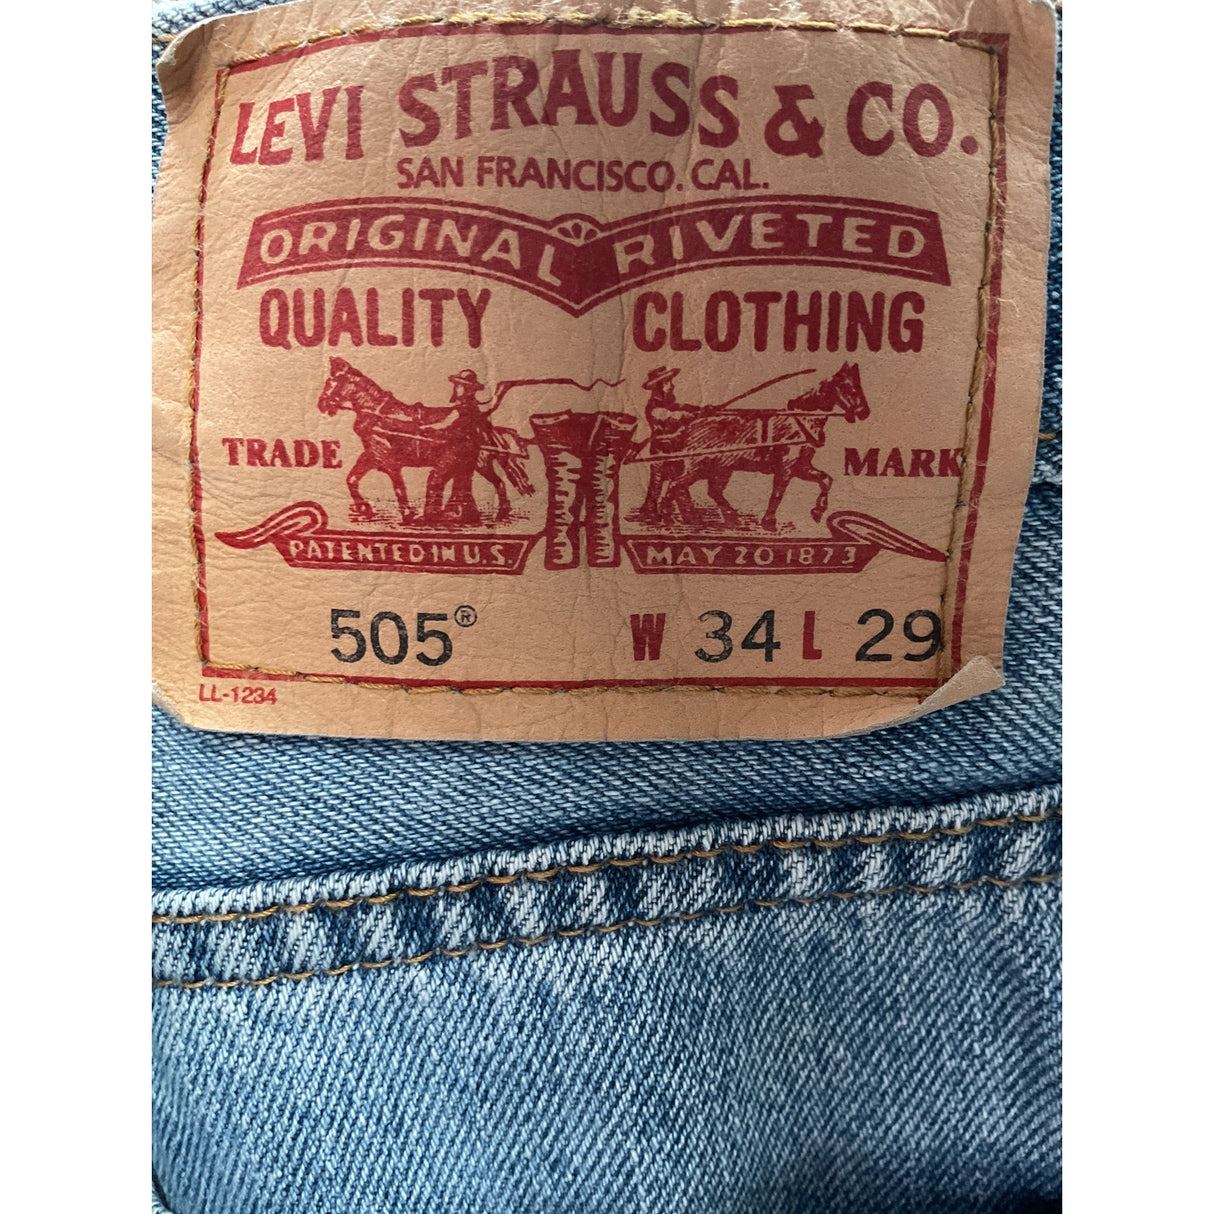 LEVI STRAUSS & CO.
SAN FRANCISCO. CAL.
ORIGINAL RIVETED
QUALITY CLOTHING
TRADE MARK
PATENTED IN U.S. MAY 20 1873
505® W 34 L 29
LL-1234